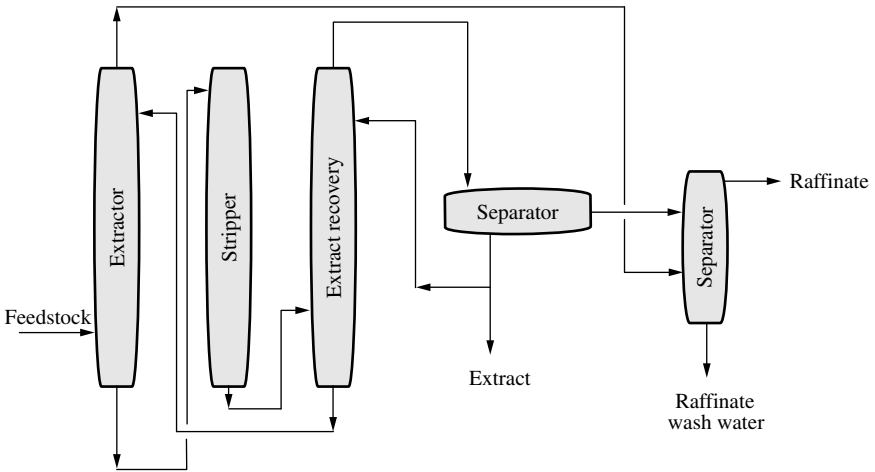 Feedstock
Extractor
Stripper
Extract recovery
Separator
Extract
Separator
Raffinate
Raffinate
wash water